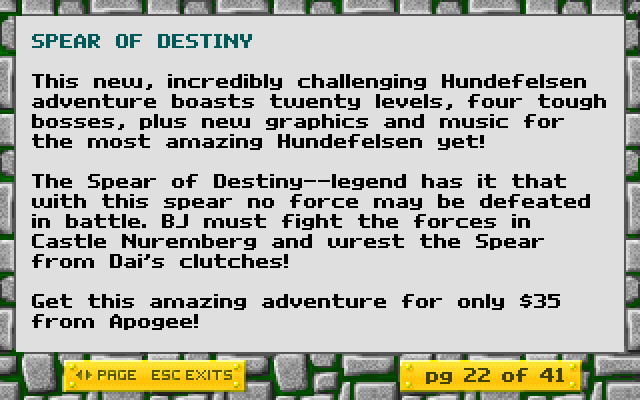 SPEAR OF DESTINY
This new, incredibly challenging Hundefelsen
adventure boasts twenty levels, four tough
bosses, plus new graphics and music for
the most amazing Hundefelsen yet!
The Spear of Destiny--legend has it that
with this spear no force may be defeated
in battle. BJ must fight the forces in
Castle Nuremberg and wrest the Spear
from Dai's clutches!
Get this amazing adventure for only $35
from Apogee!
PAGE ESC EXITS
pg 22 of 41